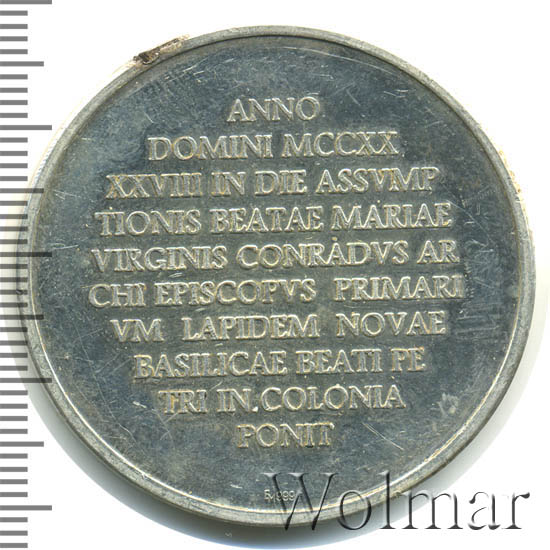 ANNO
DOMINI MCCXX
XXVIII IN DIE ASSVMP
TIONIS BEATAE MARIAE
VIRGINIS CONRADVS AR
CHI EPISCOPVS PRIMARI
VM LAPIDEM NOVAE
BASILICAE BEATI PE
TRI IN COLONIA
PONIT
999
Wolmar